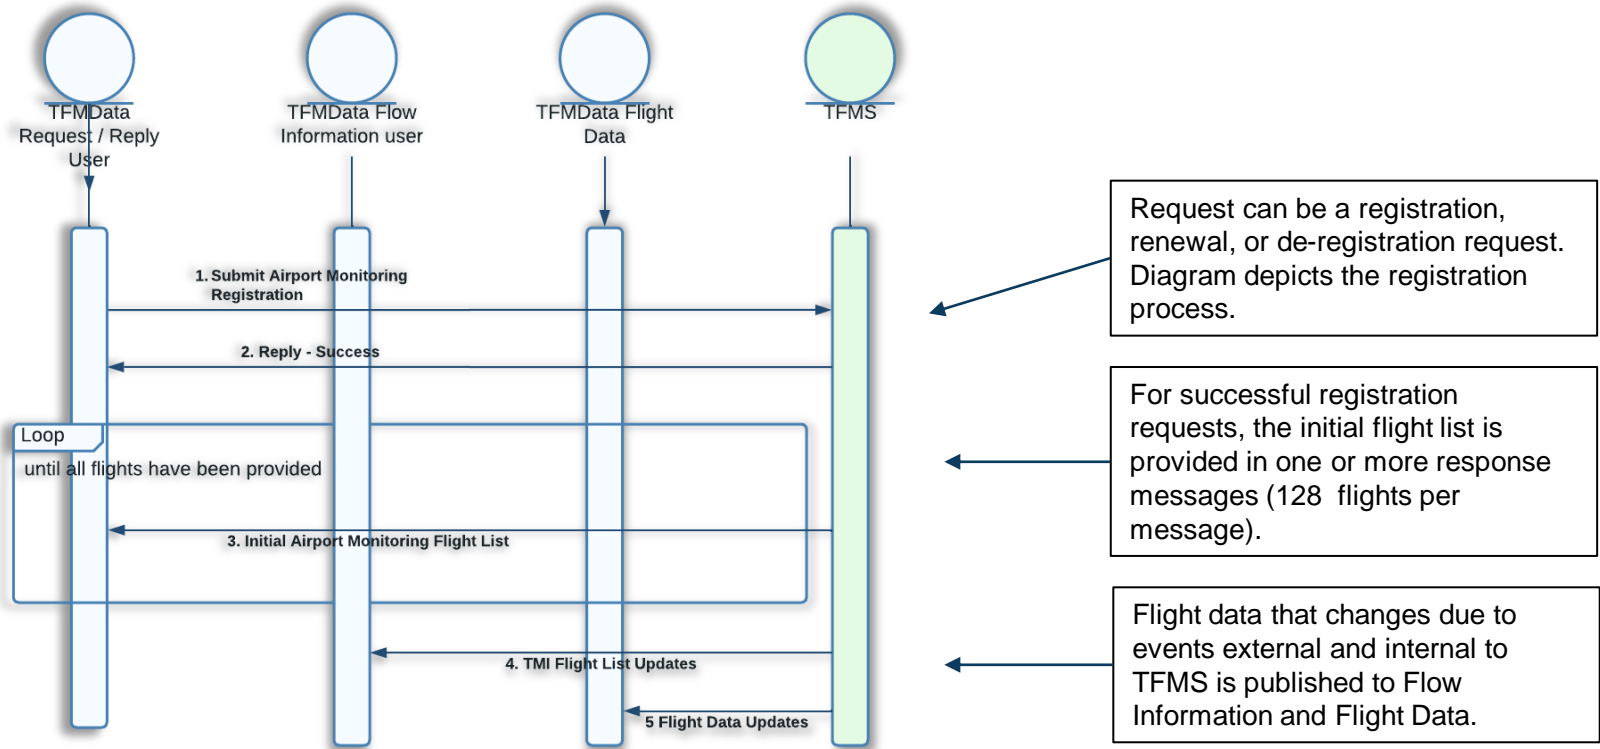 TFMData
Request / Reply
User
TFMData Flow
Information user
TFMData Flight
Data
TFMS
1. Submit Airport Monitoring
Registration
2. Reply - Success
Loop
until all flights have been provided
3. Initial Airport Monitoring Flight List
4. TMI Flight List Updates
5 Flight Data Updates
Request can be a registration,
renewal, or de-registration request.
Diagram depicts the registration
process.
For successful registration
requests, the initial flight list is
provided in one or more response
messages (128 flights per
message).
Flight data that changes due to
events external and internal to
TFMS is published to Flow
Information and Flight Data.